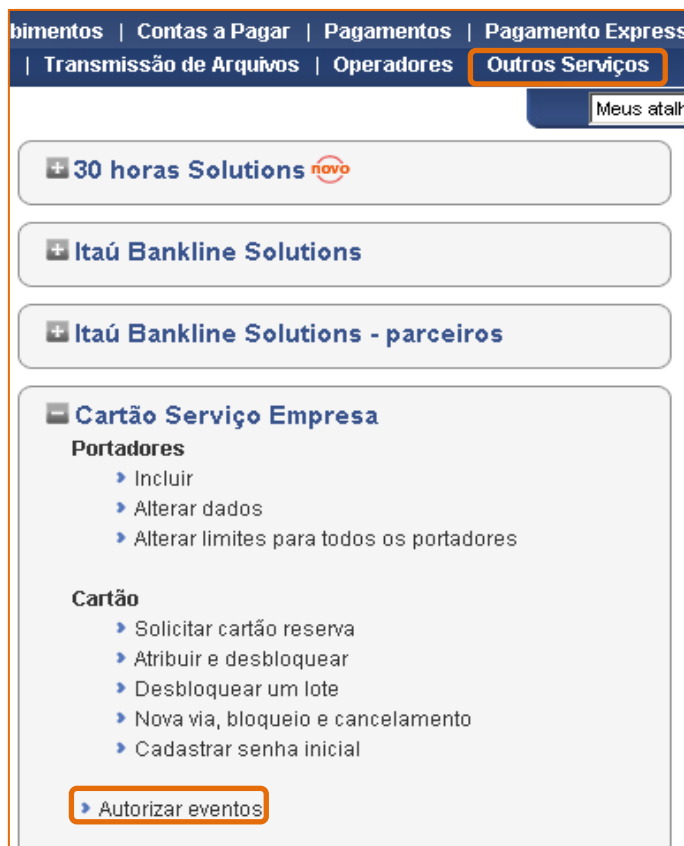 bimentos | Contas a Pagar | Pagamentos | Pagamento Express
| Transmissão de Arquivos | Operadores Outros Serviços
Meus atalh
30 horas Solutions novo
Itaú Bankline Solutions
Itaú Bankline Solutions - parceiros
Cartão Serviço Empresa
Portadores
Incluir
Alterar dados
Alterar limites para todos os portadores
Cartão
Solicitar cartão reserva
Atribuir e desbloquear
Desbloquear um lote
Nova via, bloqueio e cancelamento
Cadastrar senha inicial
Autorizar eventos